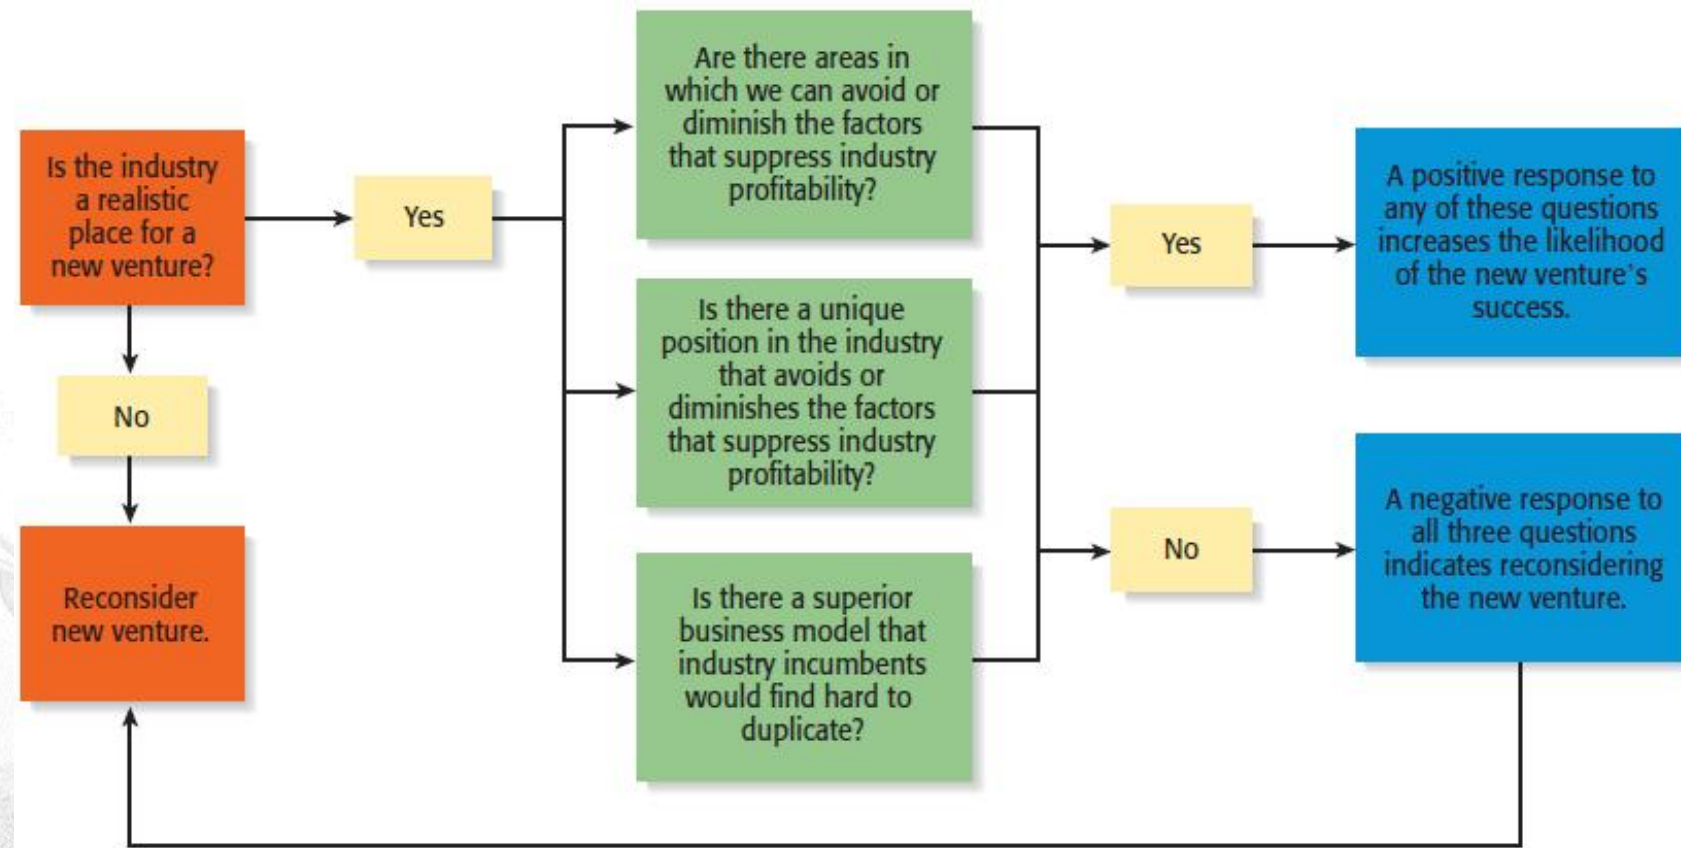 Is the industry
a realistic
place for a
new venture?
No
Reconsider
new venture.
Yes
Are there areas in
which we can avoid or
diminish the factors
that suppress industry
profitability?
Is there a unique
position in the industry
that avoids or
diminishes the factors
that suppress industry
profitability?
Is there a superior
business model that
industry incumbents
would find hard to
duplicate?
Yes
A positive response to
any of these questions
increases the likelihood
of the new venture's
success.
No
A negative response to
all three questions
indicates reconsidering
the new venture.